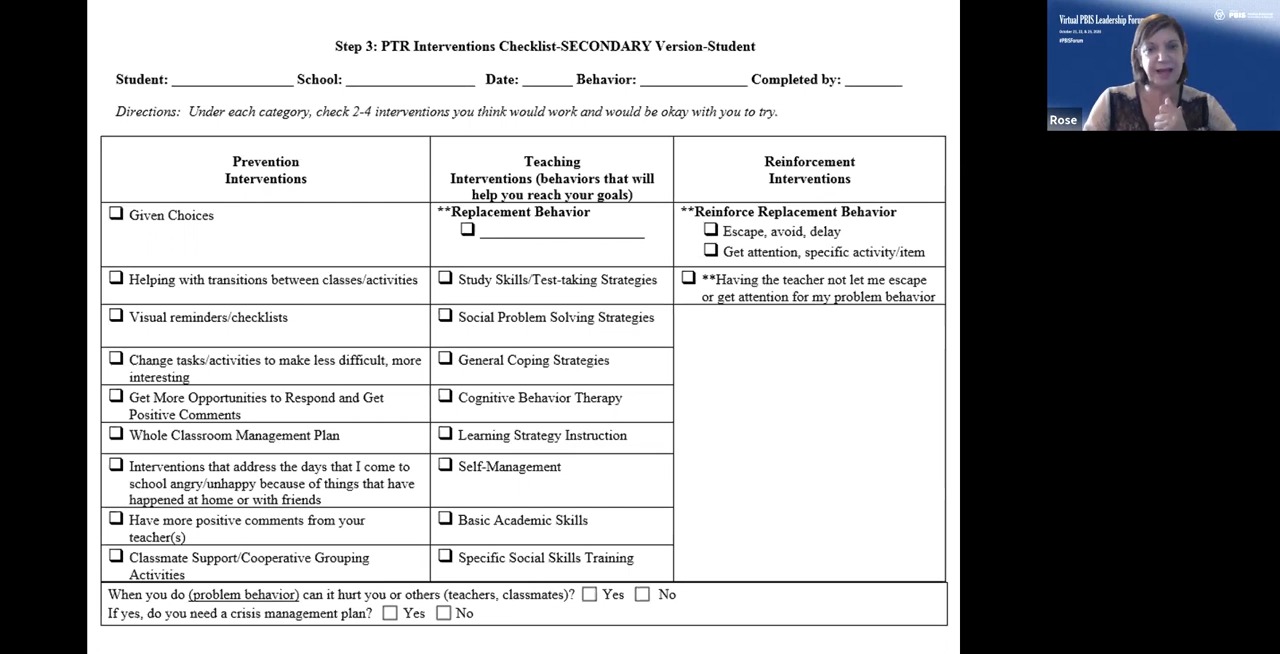 Step 3: PTR Interventions Checklist-SECONDARY Version-Student
Student: School: Date: Behavior: Completed by:
Directions: Under each category, check 2-4 interventions you think would work and would be okay with you to try.
Prevention
Interventions
Teaching
Interventions (behaviors that will
help you reach your goals)
Reinforcement
Interventions
Given Choices
**Replacement Behavior
**Reinforce Replacement Behavior
Escape, avoid, delay
Get attention, specific activity/item
Helping with transitions between classes/activities
Study Skills/Test-taking Strategies
**Having the teacher not let me escape
or get attention for my problem behavior
Visual reminders/checklists
Social Problem Solving Strategies
Change tasks/activities to make less difficult, more
interesting
General Coping Strategies
Get More Opportunities to Respond and Get
Positive Comments
Cognitive Behavior Therapy
Whole Classroom Management Plan
Learning Strategy Instruction
Interventions that address the days that I come to
school angry/unhappy because of things that have
happened at home or with friends
Self-Management
Have more positive comments from your
teacher(s)
Basic Academic Skills
Classmate Support/Cooperative Grouping
Activities
Specific Social Skills Training
When you do (problem behavior) can it hurt you or others (teachers, classmates)? Yes No
If yes, do you need a crisis management plan? Yes No
Virtual PBIS Leadership
#PBISForum
PBIS
Rose